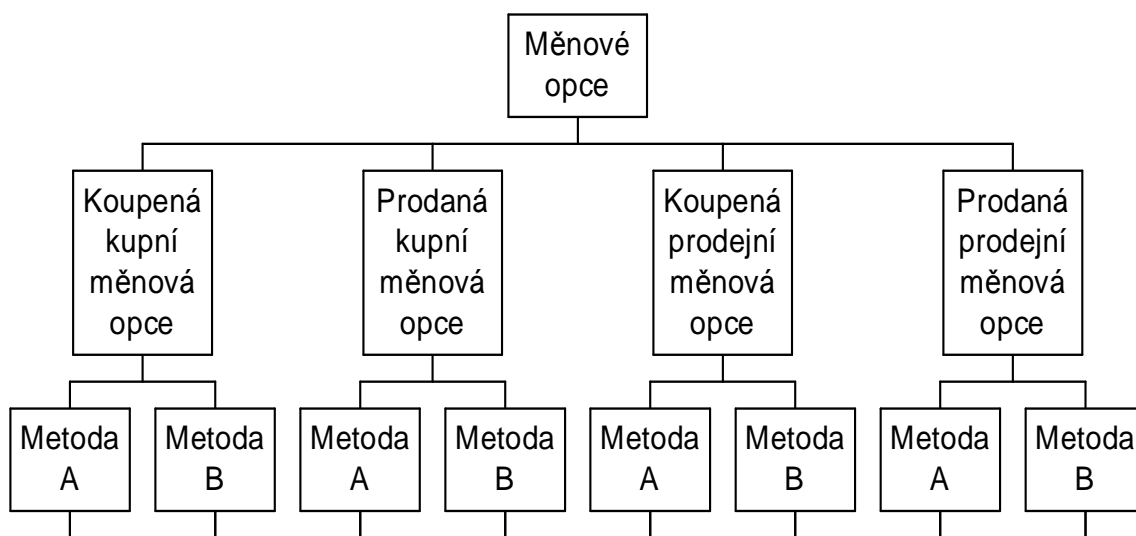 Měnové
opce
Koupená
kupní
měnová
opce
Prodaná
kupní
měnová
opce
Koupená
prodejní
měnová
opce
Prodaná
prodejní
měnová
opce
Metoda
A
Metoda
B
Metoda
A
Metoda
B
Metoda
A
Metoda
B
Metoda
A
Metoda
B